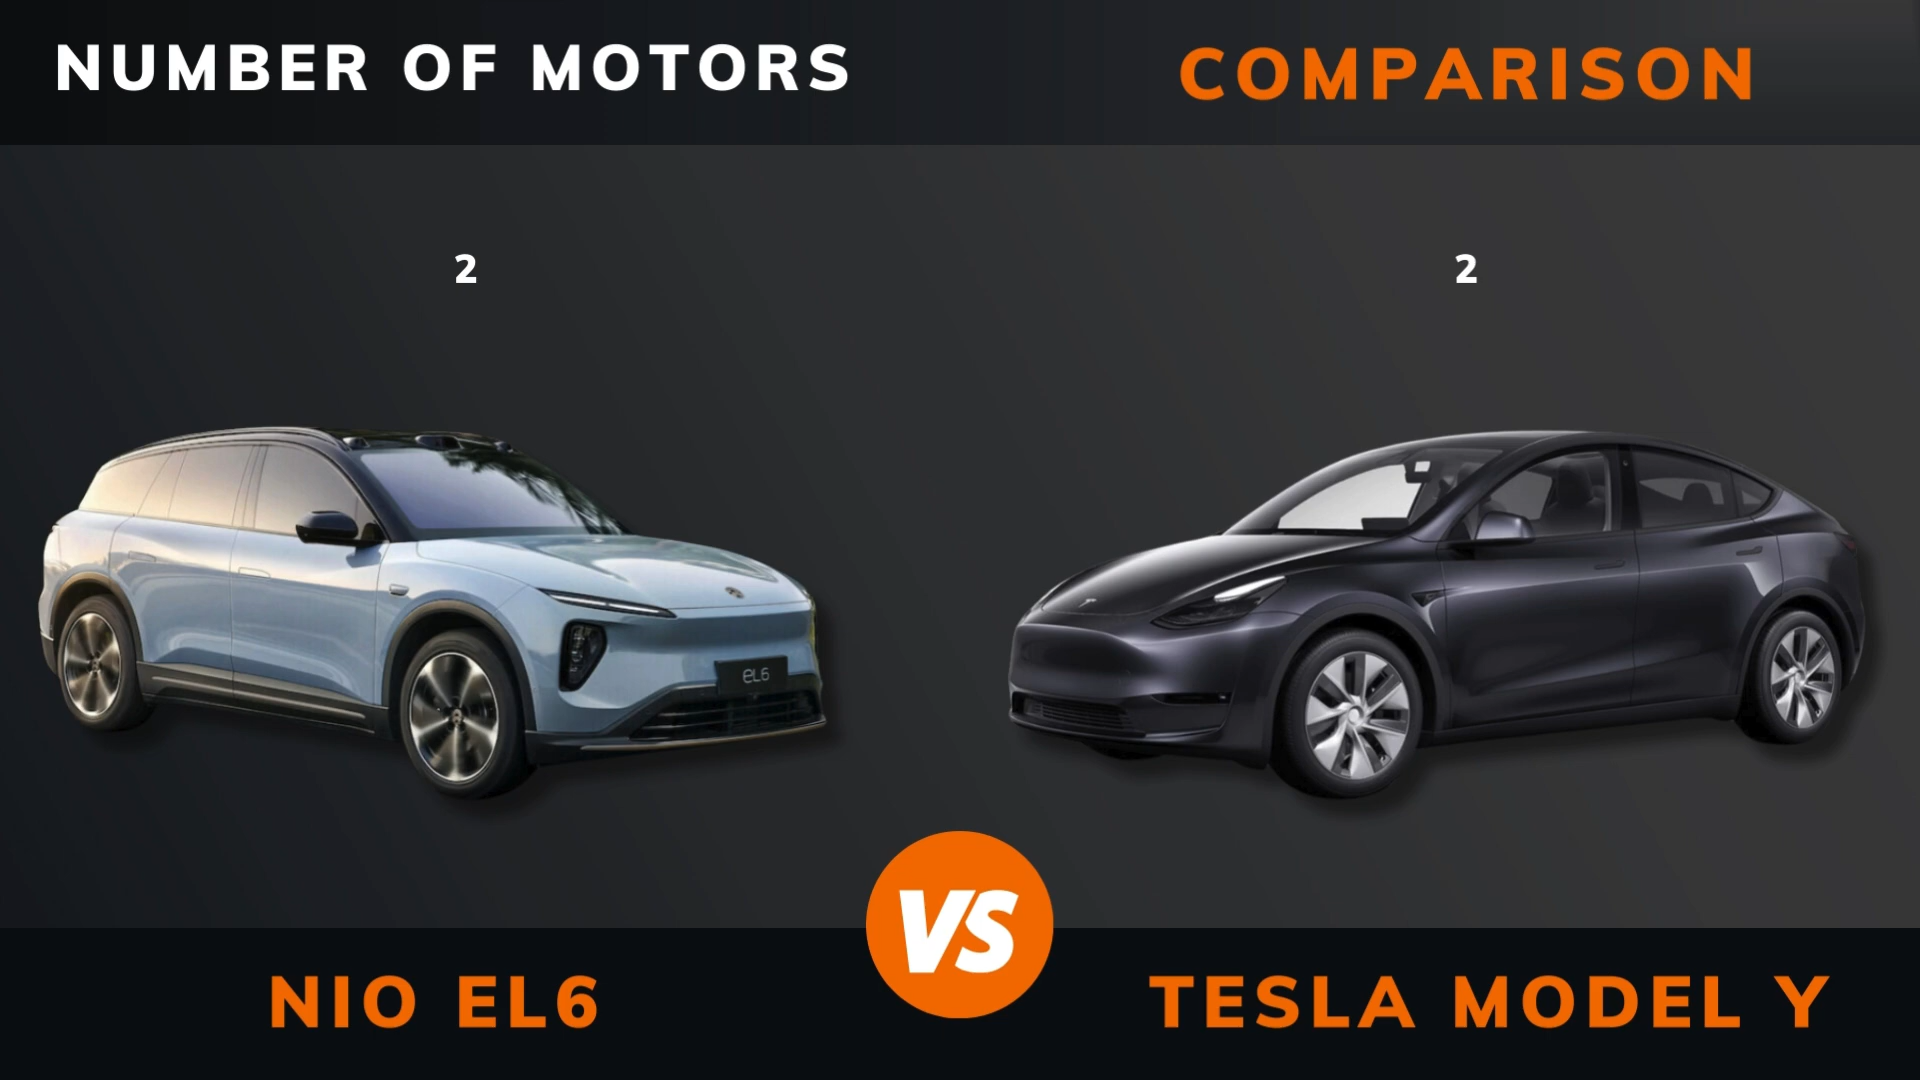 NUMBER OF MOTORS
COMPARISON
2
2
eL6
VS
NIO EL6
TESLA MODEL Y